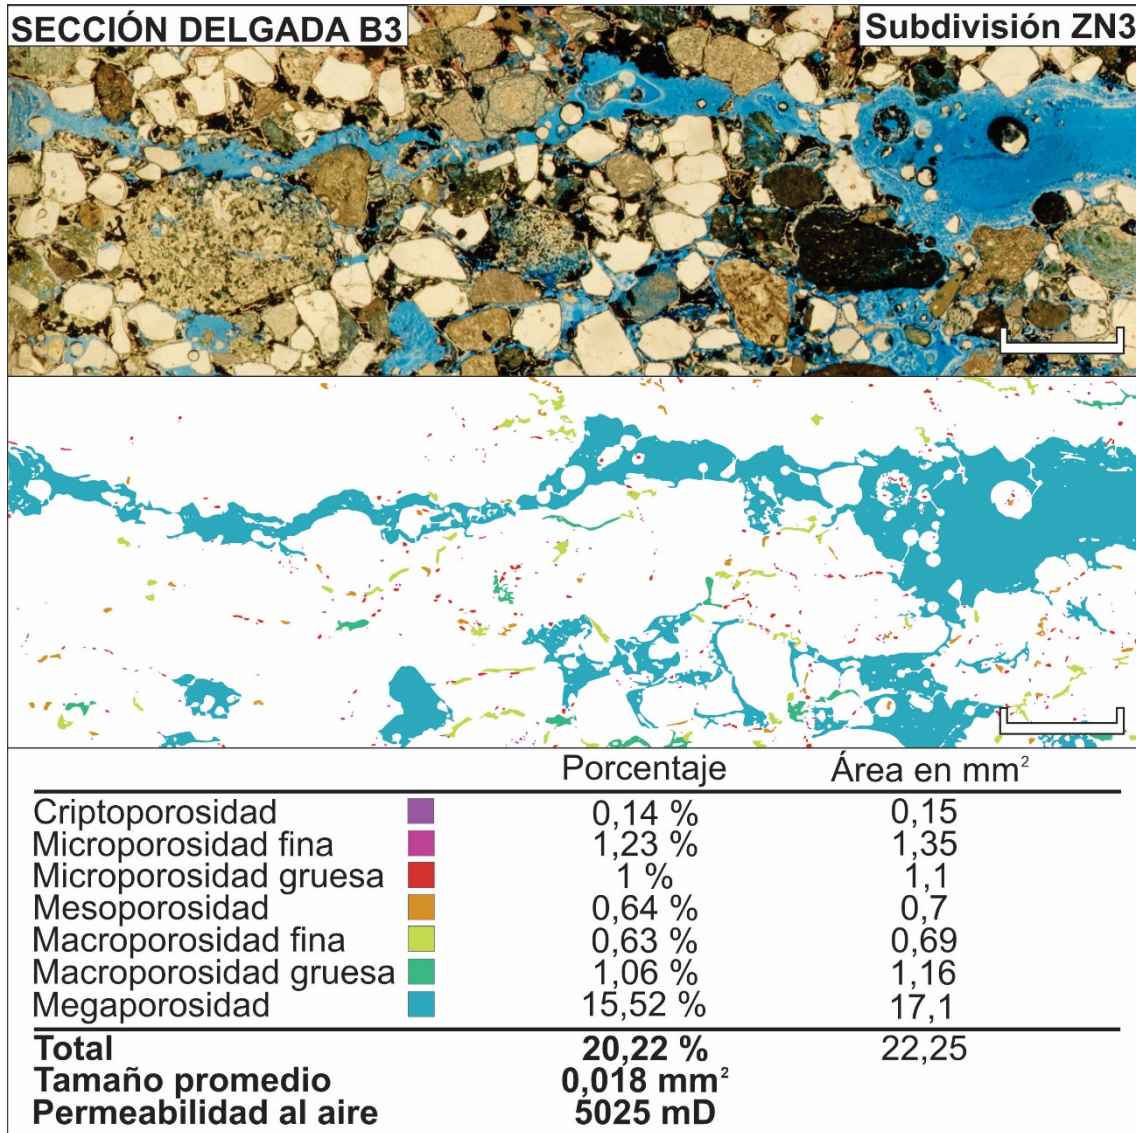 SECCIÓN DELGADA B3 Subdivisión ZN3
Porcentaje Área en mm²
Criptoporosidad 0,14 % 0,15
Microporosidad fina 1,23 % 1,35
Microporosidad gruesa 1 % 1,1
Mesoporosidad 0,64 % 0,7
Macroporosidad fina 0,63 % 0,69
Macroporosidad gruesa 1,06 % 1,16
Megaporosidad 15,52 % 17,1
Total 20,22 % 22,25
Tamaño promedio 0,018 mm²
Permeabilidad al aire 5025 mD